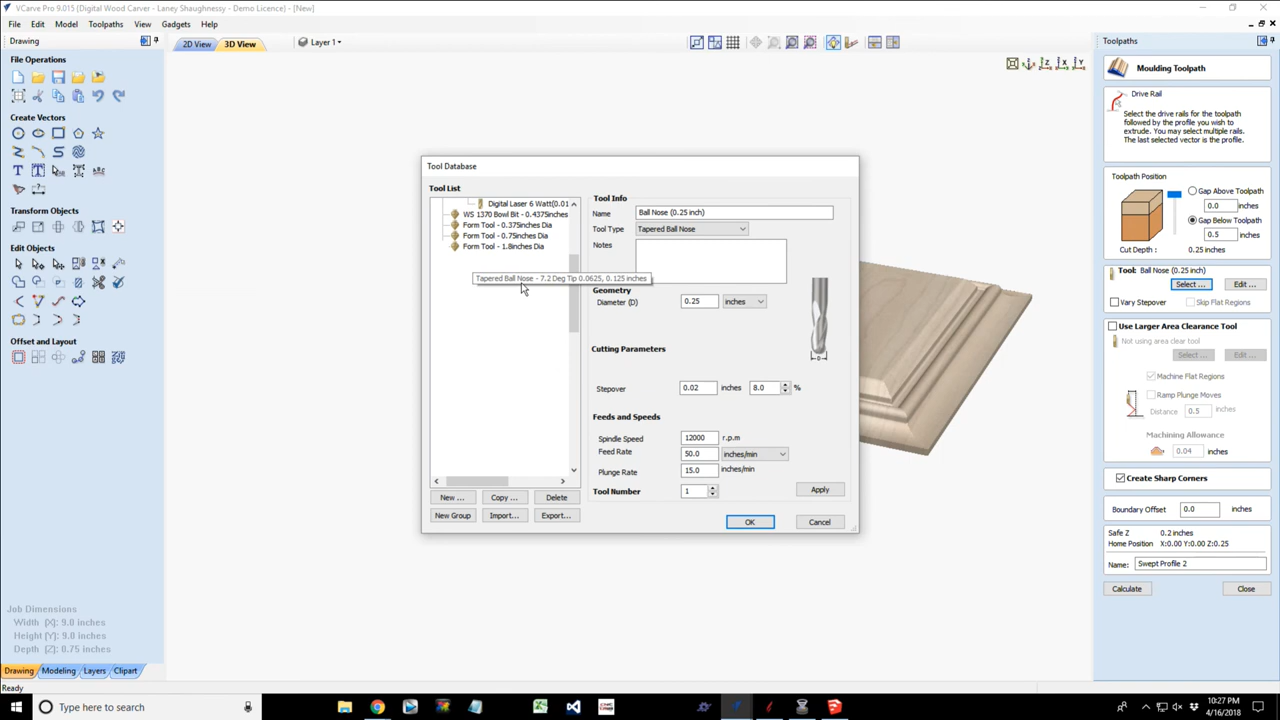 VCarve Pro 9.015 {Digital Wood Carver - Laney Shaughnessy - Demo Licence} - [New]
File Edit Model Toolpaths View Gadgets Help
Drawing
2D View 3D View Layer 1
Toolpaths
File Operations
Create Vectors
Transform Objects
Edit Objects
Offset and Layout
Job Dimensions
Width (X): 9.0 inches
Height (Y): 9.0 inches
Depth (Z): 0.75 inches
Drawing Modeling Layers Clipart
Ready
Tool Database
Tool List
Digital Laser 6 Watt(0.01
WS 1370 Bowl Bit - 0.4375inches
Form Tool - 0.375inches Dia
Form Tool - 0.75inches Dia
Form Tool - 1.8inches Dia
Tapered Ball Nose - 7.2 Deg Tip 0.0625, 0.125 inches
New ... Copy ... Delete
New Group Import... Export...
Tool Info
Name Ball Nose (0.25 inch)
Tool Type Tapered Ball Nose
Notes
Geometry
Diameter (D) 0.25 inches
D
Cutting Parameters
Stepover 0.02 inches 8.0 %
Feeds and Speeds
Spindle Speed 12000 r.p.m
Feed Rate 50.0 inches/min
Plunge Rate 15.0 inches/min
Tool Number 1
Apply
OK Cancel
Moulding Toolpath
Drive Rail
Select the drive rails for the toolpath
followed by the profile you wish to
extrude. You may select multiple rails.
The last selected vector is the profile.
Toolpath Position
Gap Above Toolpath
0.0
Gap Below Toolpath
0.5
Cut Depth : 0.25 inches
Tool: Ball Nose (0.25 inch)
Select ... Edit ...
Vary Stepover Skip Flat Regions
Use Larger Area Clearance Tool
Not using area clear tool
Select ... Edit ...
Machine Flat Regions
Ramp Plunge Moves
Distance 0.5 inches
Machining Allowance
0.04 inches
Create Sharp Corners
Boundary Offset 0.0 inches
Safe Z 0.2 inches
Home Position X:0.00 Y:0.00 Z:0.25
Name: Swept Profile 2
Calculate Close
Type here to search
10:27 PM
4/16/2018